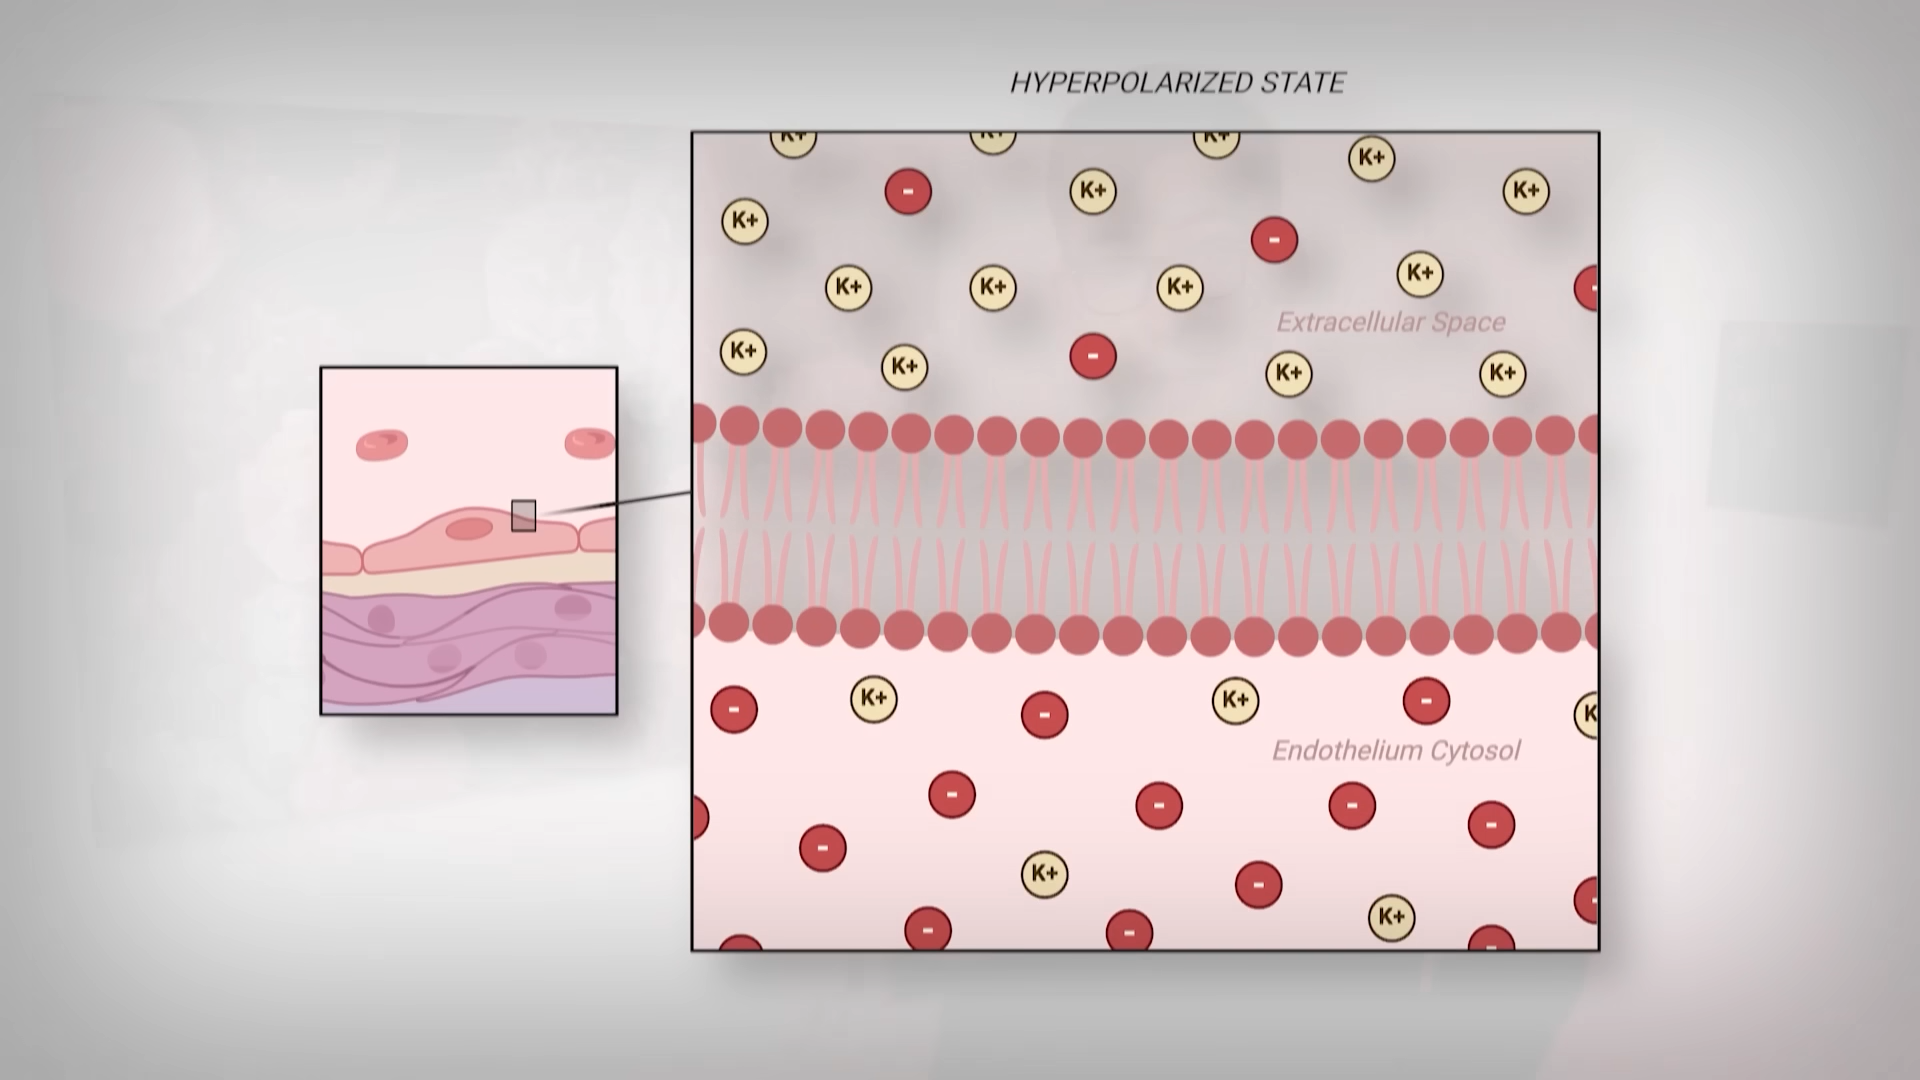 HYPERPOLARIZED STATE
K+ K+ K+ K+
- K+ K+
K+ -
K+ K+ K+ K+ -
Extracellular Space
K+ K+ - K+ K+
- K+ - K+ - K
Endothelium Cytosol
- - - -
-
K+ - -
- - K+ -